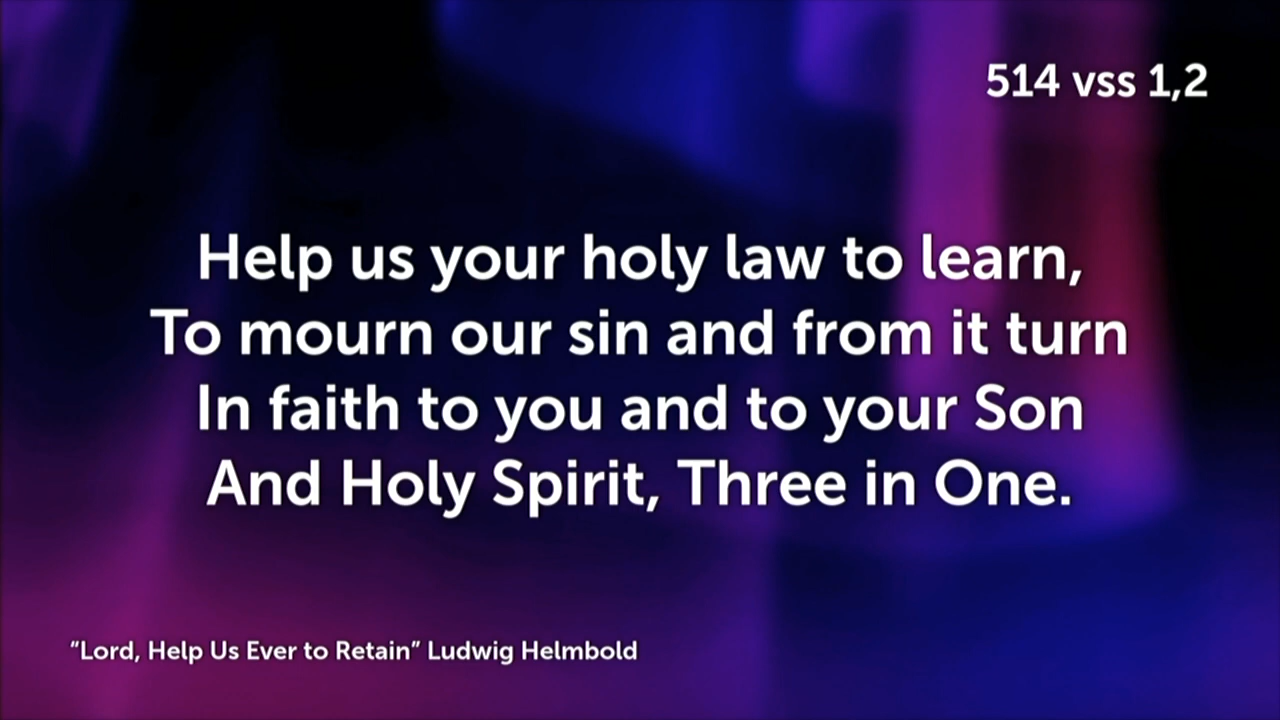 514 vss 1,2
Help us your holy law to learn,
To mourn our sin and from it turn
In faith to you and to your Son
And Holy Spirit, Three in One.
“Lord, Help Us Ever to Retain” Ludwig Helmbold